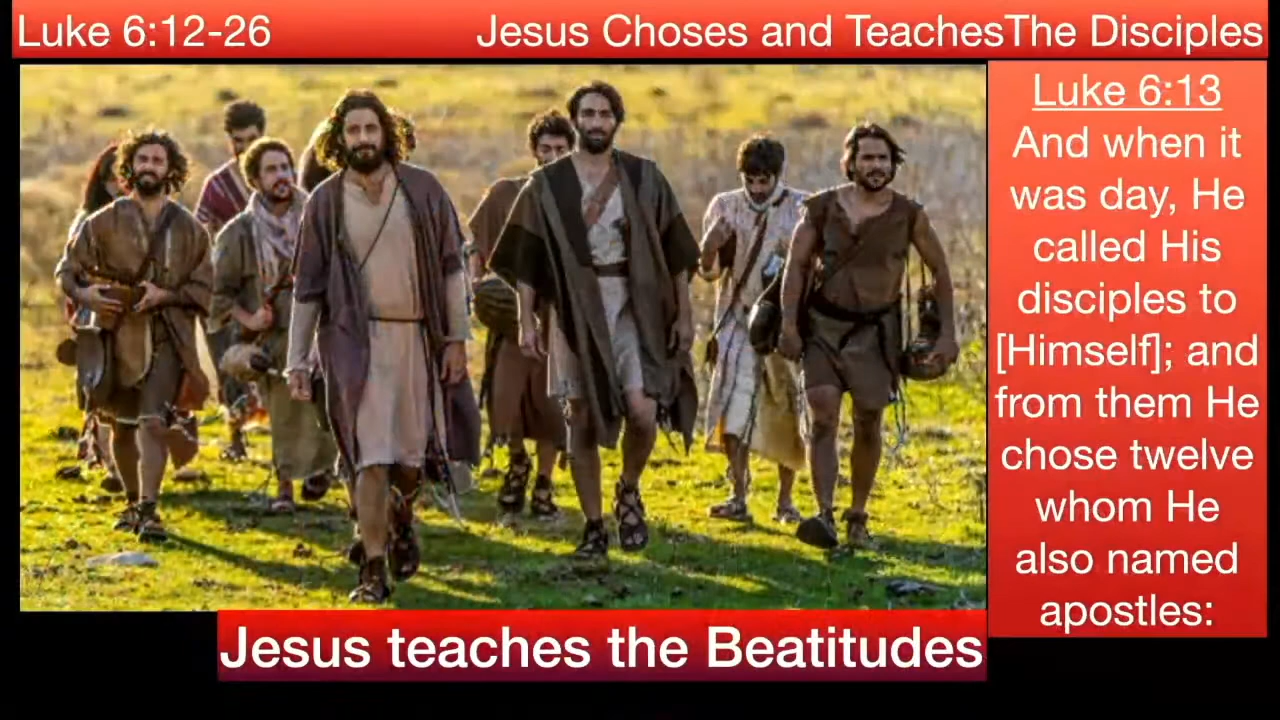 Luke 6:12-26
Jesus Choses and TeachesThe Disciples
Luke 6:13
And when it
was day, He
called His
disciples to
[Himself]; and
from them He
chose twelve
whom He
also named
apostles:
Jesus teaches the Beatitudes